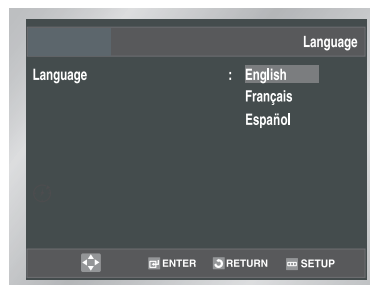 Language
Language : English
Français
Español
ENTER RETURN SETUP